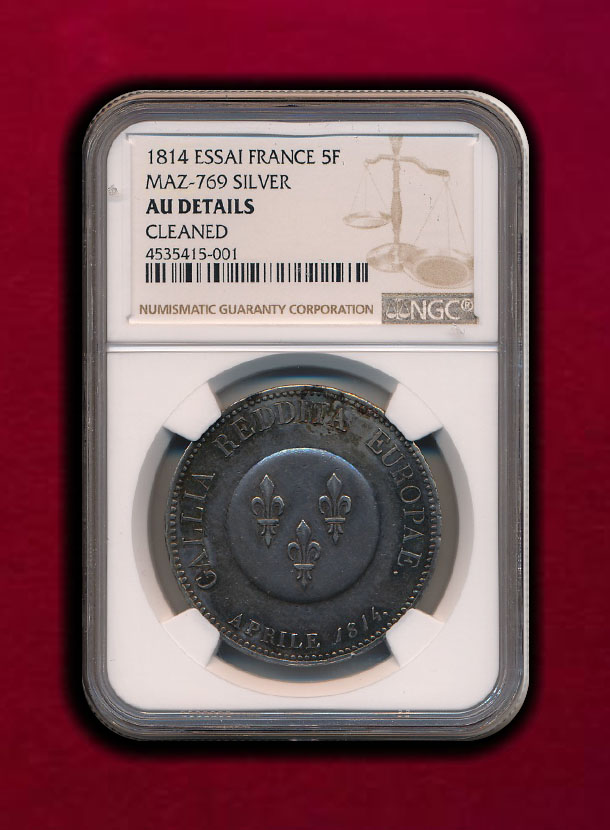 1814 ESSAI FRANCE 5F
MAZ-769 SILVER
AU DETAILS
CLEANED
4535415-001
NUMISMATIC GUARANTY CORPORATION NGC®
GALLIA REDDITA EUROPAE.
APRILE 1814.